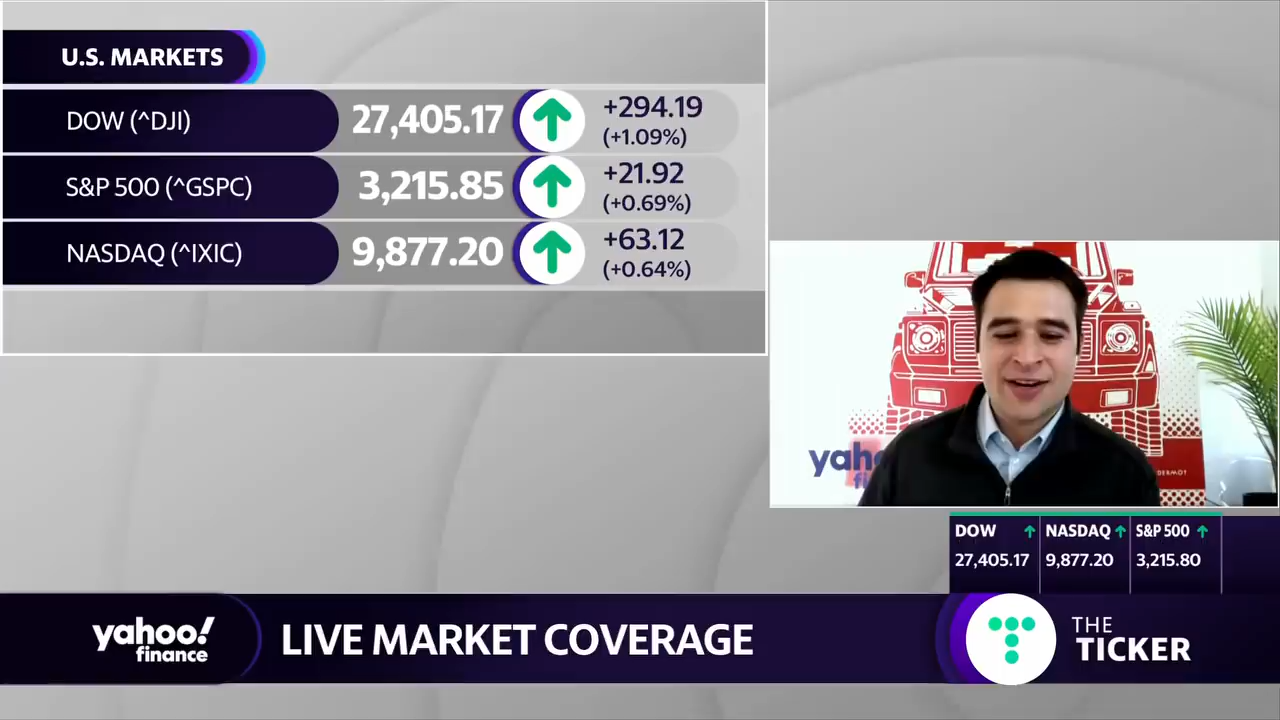 U.S. MARKETS
DOW (^DJI) 27,405.17 +294.19
(+1.09%)
S&P 500 (^GSPC) 3,215.85 +21.92
(+0.69%)
NASDAQ (^IXIC) 9,877.20 +63.12
(+0.64%)
DOW NASDAQ S&P 500
27,405.17 9,877.20 3,215.80
yahoo!
finance
LIVE MARKET COVERAGE
THE
TICKER